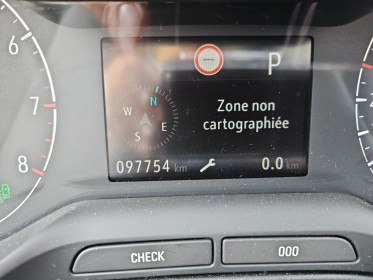 6
7
8
---
P
N
W
E
S
Zone non
cartographiée
097754 km
0.0 km
CHECK
000